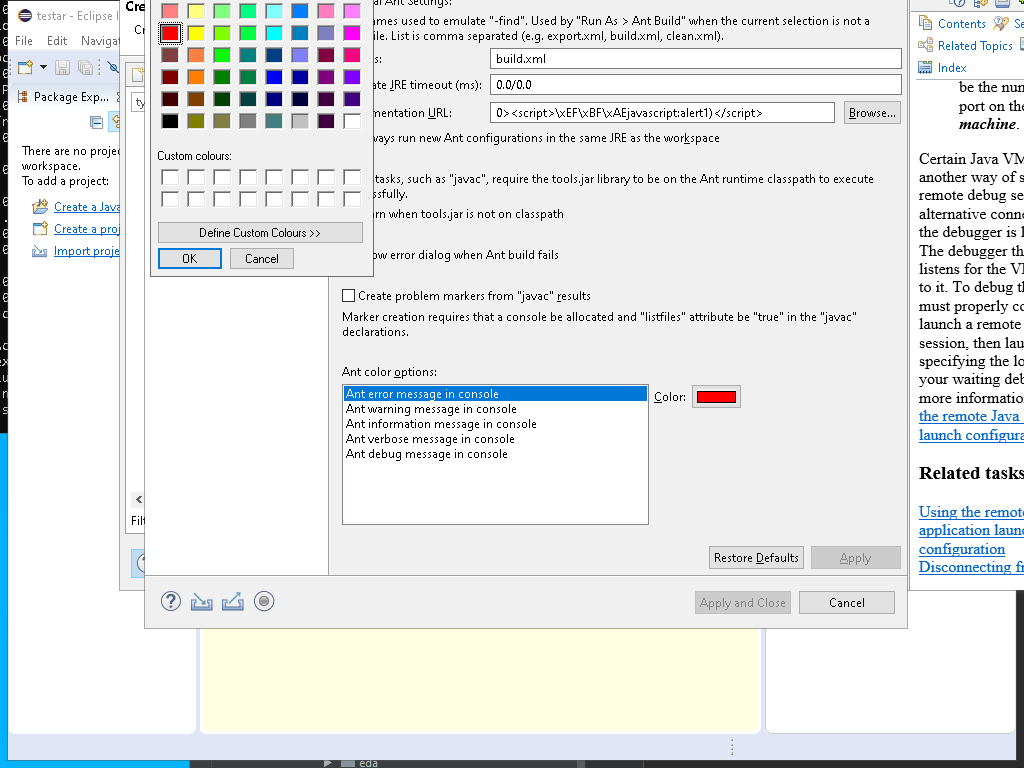 testar - Eclipse I
File Edit Naviga
Package Exp...
There are no projec
workspace.
To add a project:
Create a Java
Create a proj
Import proje
Cre
Cr
ty
Filt
Custom colours:
Define Custom Colours >>
OK Cancel
al Ant Settings:
mes used to emulate "-find". Used by "Run As > Ant Build" when the current selection is not a
ile. List is comma separated (e.g. export.xml, build.xml, clean.xml).
s: build.xml
ate JRE timeout (ms): 0.0/0.0
mentation URL: 0><script>\xEF\xBF\xAEjavascript:alert1)</script> Browse...
ways run new Ant configurations in the same JRE as the workspace
tasks, such as "javac", require the tools.jar library to be on the Ant runtime classpath to execute
ssfully.
rn when tools.jar is not on classpath
ow error dialog when Ant build fails
Create problem markers from "javac" results
Marker creation requires that a console be allocated and "listfiles" attribute be "true" in the "javac"
declarations.
Ant color options:
Ant error message in console
Ant warning message in console
Ant information message in console
Ant verbose message in console
Ant debug message in console
Color:
Restore Defaults Apply
Apply and Close Cancel
Contents Se
Related Topics
Index
be the num
port on the
machine.
Certain Java VM
another way of s
remote debug se
alternative conne
the debugger is l
The debugger th
listens for the VM
to it. To debug th
must properly co
launch a remote
session, then lau
specifying the lo
your waiting deb
more information
the remote Java
launch configura
Related tasks
Using the remote
application launc
configuration
Disconnecting fr
eda